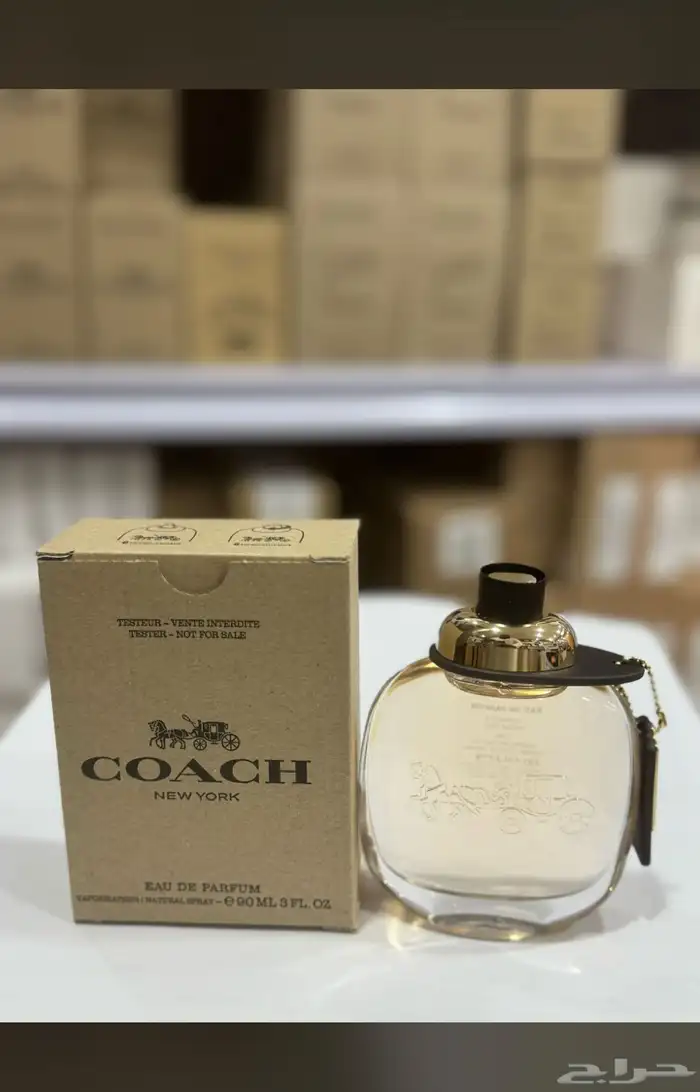 TESTEUR - VENTE INTERDITE
TESTER - NOT FOR SALE
COACH
NEW YORK
EAU DE PARFUM
VAPORISATEUR / NATURAL SPRAY - ℮ 90 ML 3 FL. OZ
حراج